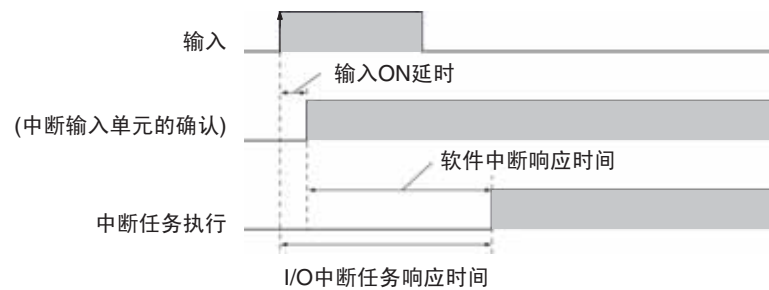 输入
输入ON延时
(中断输入单元的确认)
软件中断响应时间
中断任务执行
I/O中断任务响应时间